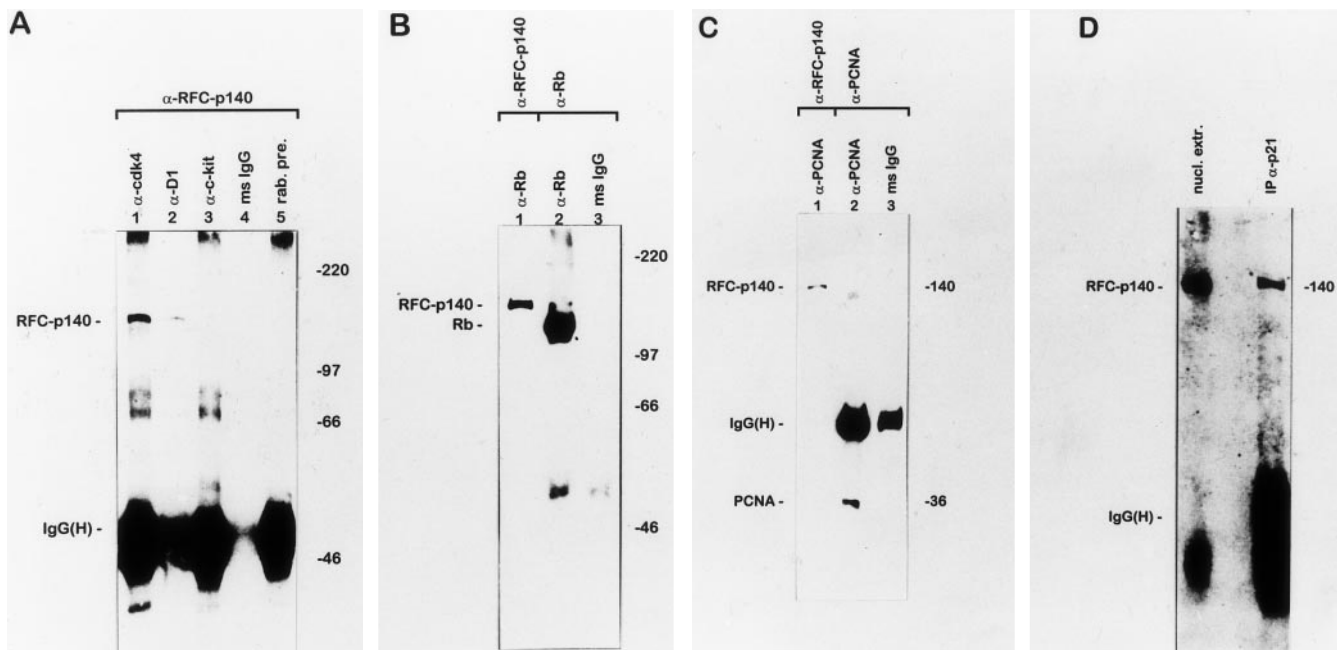 A
α-RFC-p140
α-cdk4
α-D1
α-c-kit
ms IgG
rab. pre.
1 2 3 4 5
-220
RFC-p140 -
-97
-66
IgG(H) -
-46
B
α-RFC-p140
α-Rb
α-Rb
α-Rb
ms IgG
1 2 3
-220
RFC-p140 -
Rb -
-97
-66
-46
C
α-RFC-p140
α-PCNA
α-PCNA
α-PCNA
ms IgG
1 2 3
RFC-p140 -
-140
IgG(H) -
PCNA -
-36
D
nucl. extr.
IP α-p21
RFC-p140 -
-140
IgG(H) -